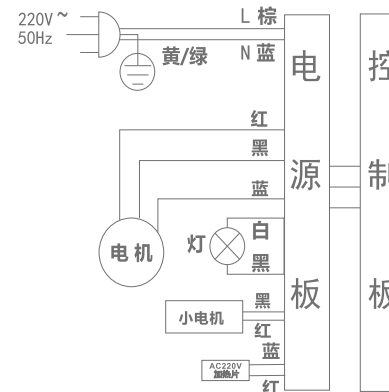 220V~
50Hz
L 棕
N 蓝
黄/绿
红
黑
蓝
电机
灯
白
黑
小电机
黑
红
AC220V
加热片
蓝
红
电源板
控制板